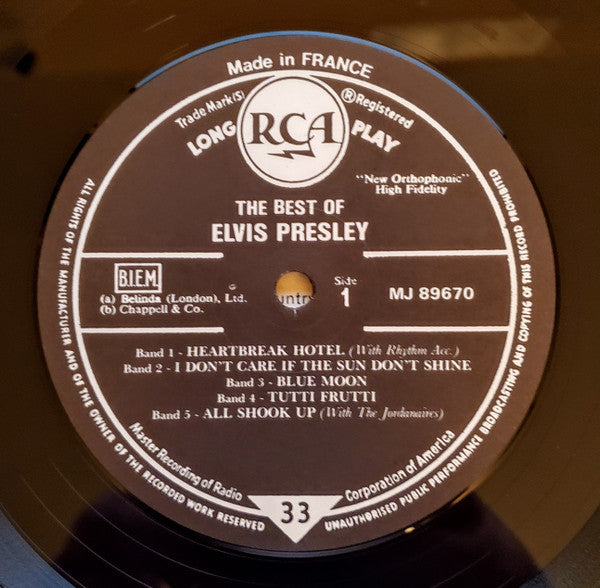 Made in FRANCE
Trade Mark(S) ® Registered
RCA
LONG PLAY
"New Orthophonic"
High Fidelity
THE BEST OF
ELVIS PRESLEY
B.I.E.M.
(a) Belinda (London), Ltd.
(b) Chappell & Co.
Side
1
MJ 89670
Band 1 - HEARTBREAK HOTEL (With Rhythm Acc.)
Band 2 - I DON'T CARE IF THE SUN DON'T SHINE
Band 3 - BLUE MOON
Band 4 - TUTTI FRUTTI
Band 5 - ALL SHOOK UP (With The Jordanaires)
Master Recording of Radio Corporation of America
33
ALL RIGHTS OF THE MANUFACTURER AND OF THE OWNER OF THE RECORDED WORK RESERVED
UNAUTHORISED PUBLIC PERFORMANCE BROADCASTING AND COPYING OF THIS RECORD PROHIBITED